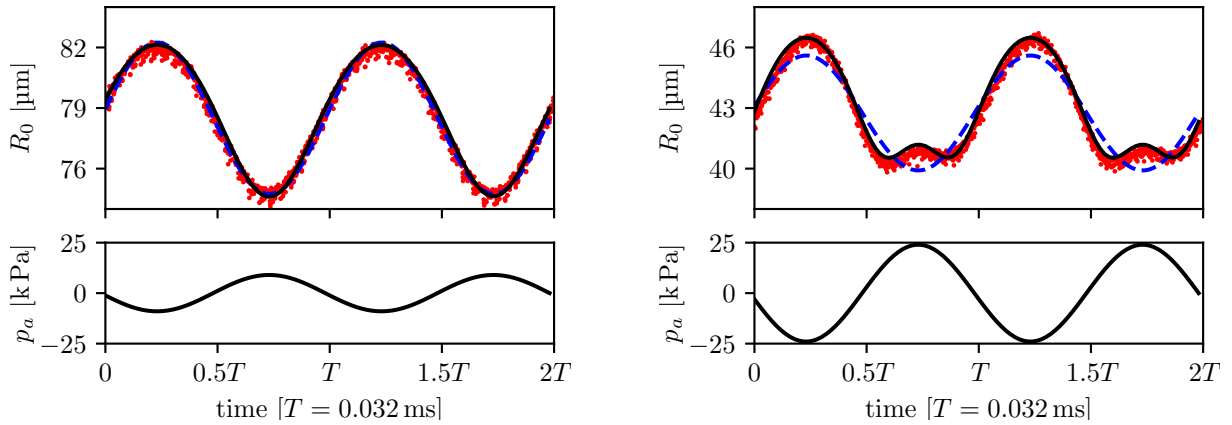 82
79
76
R₀ [µm]
25
0
−25
pₐ [kPa]
0
0.5T
T
1.5T
2T
time [T = 0.032 ms]
46
43
40
R₀ [µm]
25
0
−25
pₐ [kPa]
0
0.5T
T
1.5T
2T
time [T = 0.032 ms]